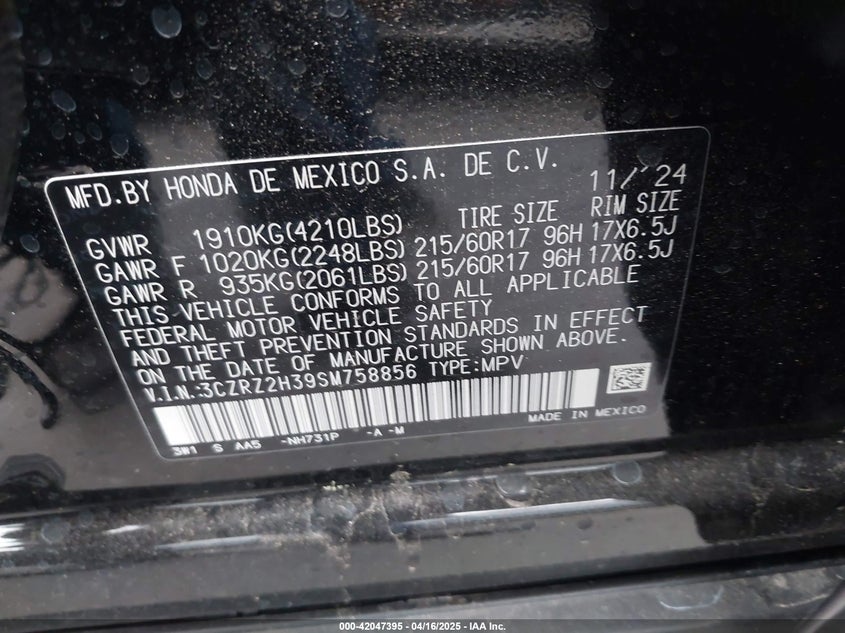 MFD.BY HONDA DE MEXICO S.A. DE C.V. 11/'24
TIRE SIZE RIM SIZE
GVWR 1910KG(4210LBS)
GAWR F 1020KG(2248LBS) 215/60R17 96H 17X6.5J
GAWR R 935KG(2061LBS) 215/60R17 96H 17X6.5J
THIS VEHICLE CONFORMS TO ALL APPLICABLE
FEDERAL MOTOR VEHICLE SAFETY
AND THEFT PREVENTION STANDARDS IN EFFECT
ON THE DATE OF MANUFACTURE SHOWN ABOVE.
V.I.N.:3CZRZ2H39SM758856 TYPE:MPV
MADE IN MEXICO
3W1 S AA5 -NH731P -A -M
000-42047395 - 04/16/2025 - IAA Inc.